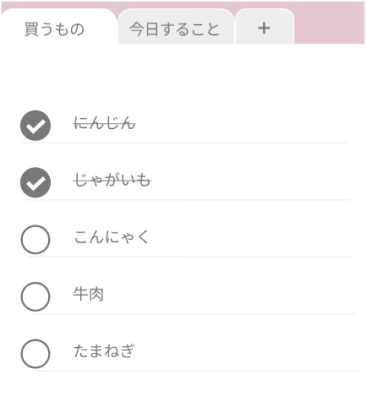 買うもの 今日すること +
にんじん
じゃがいも
こんにゃく
牛肉
たまねぎ